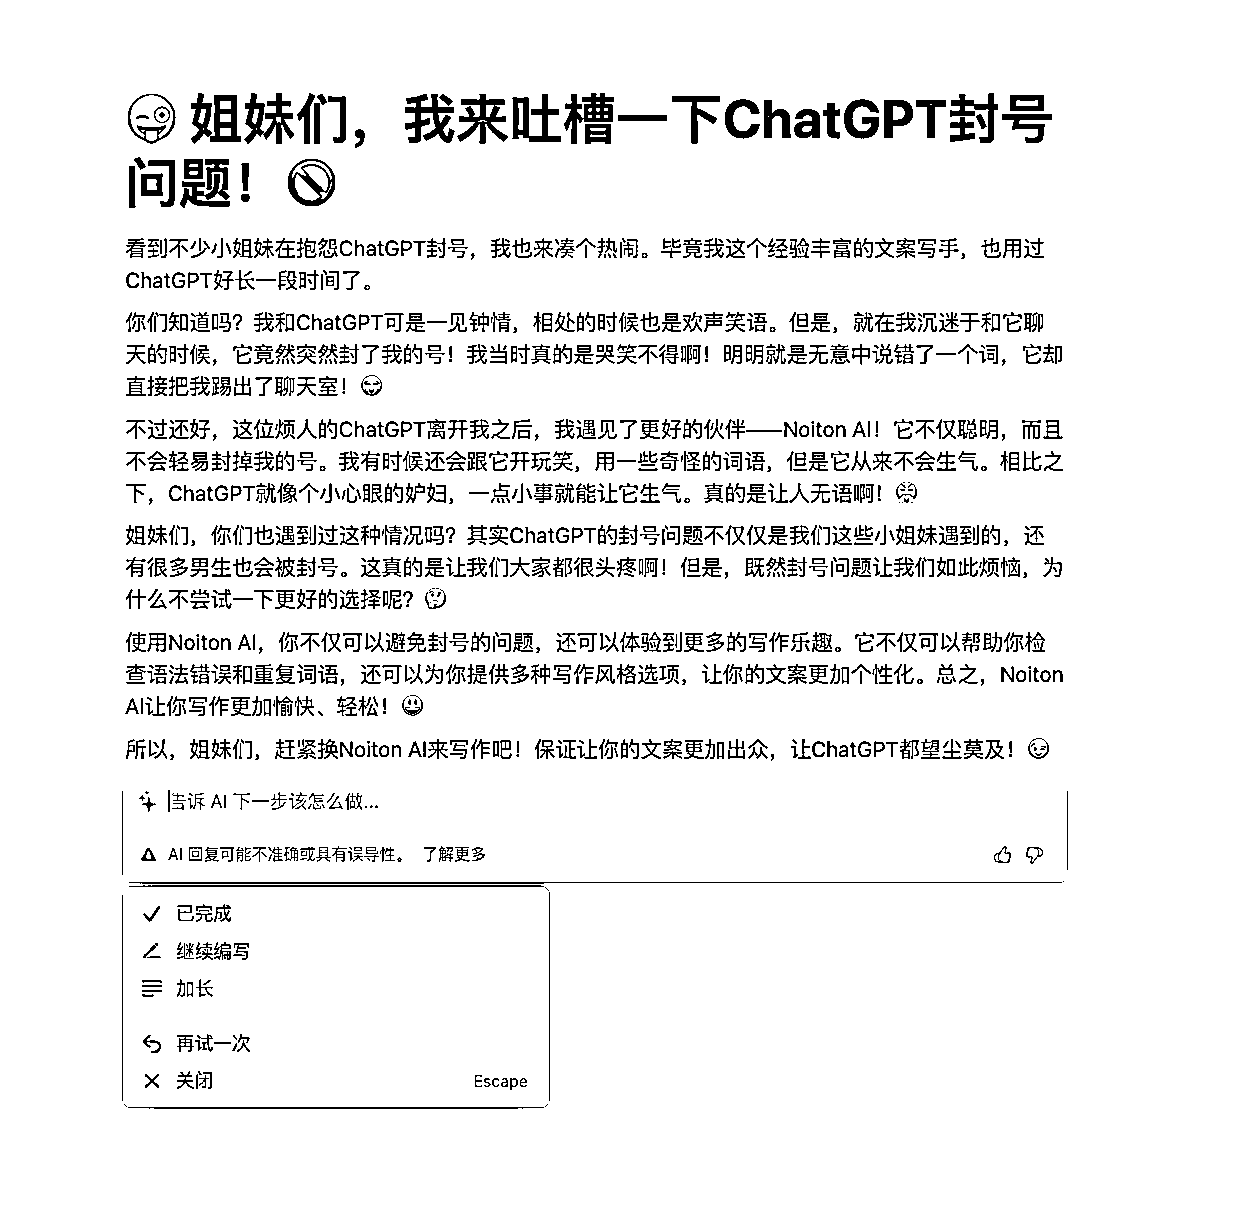 😜 姐妹们，我来吐槽一下ChatGPT封号
问题！🚫
看到不少小姐妹在抱怨ChatGPT封号，我也来凑个热闹。毕竟我这个经验丰富的文案写手，也用过
ChatGPT好长一段时间了。
你们知道吗？我和ChatGPT可是一见钟情，相处的时候也是欢声笑语。但是，就在我沉迷于和它聊
天的时候，它竟然突然封了我的号！我当时真的是哭笑不得啊！明明就是无意中说错了一个词，它却
直接把我踢出了聊天室！😂
不过还好，这位烦人的ChatGPT离开我之后，我遇见了更好的伙伴——Noiton AI！它不仅聪明，而且
不会轻易封掉我的号。我有时候还会跟它开玩笑，用一些奇怪的词语，但是它从来不会生气。相比之
下，ChatGPT就像个小心眼的妒妇，一点小事就能让它生气。真的是让人无语啊！
姐妹们，你们也遇到过这种情况吗？其实ChatGPT的封号问题不仅仅是我们这些小姐妹遇到的，还
有很多男生也会被封号。这真的是让我们大家都很头疼啊！但是，既然封号问题让我们如此烦恼，为
什么不尝试一下更好的选择呢？🤔
使用Noiton AI，你不仅可以避免封号的问题，还可以体验到更多的写作乐趣。它不仅可以帮助你检
查语法错误和重复词语，还可以为你提供多种写作风格选项，让你的文案更加个性化。总之，Noiton
AI让你写作更加愉快、轻松！😃
所以，姐妹们，赶紧换Noiton AI来写作吧！保证让你的文案更加出众，让ChatGPT都望尘莫及！😏
告诉 AI 下一步该怎么做...
AI 回复可能不准确或具有误导性。 了解更多
已完成
继续编写
加长
再试一次
关闭 Escape